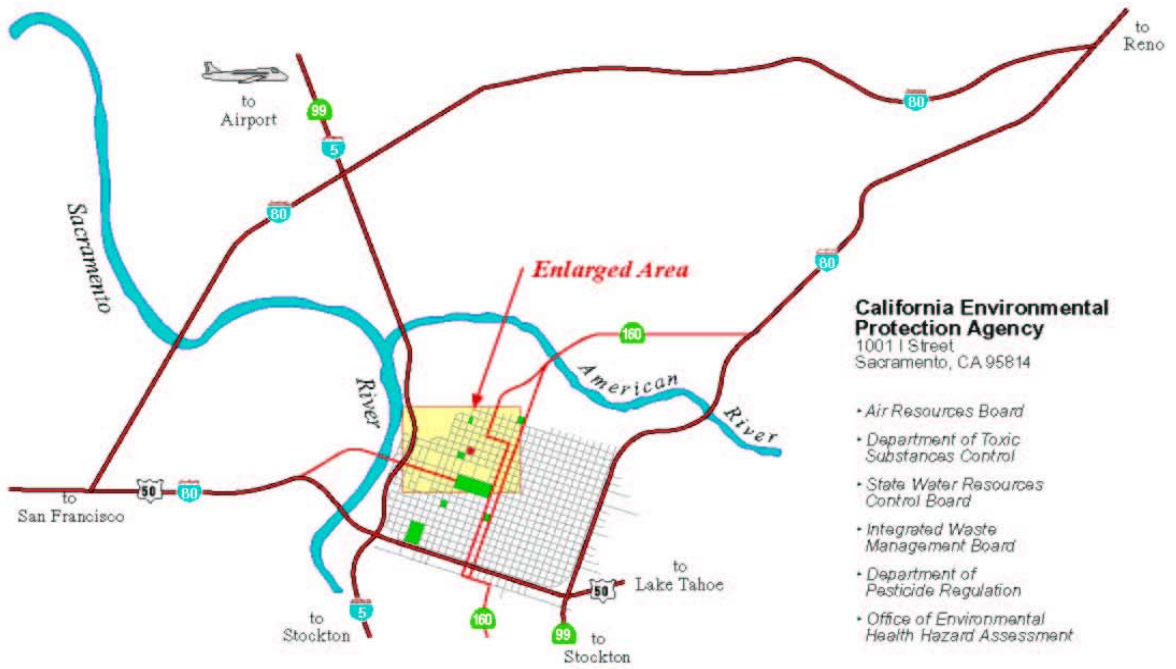 to
Reno
to
Airport
99
5
80
80
80
Sacramento
River
Enlarged Area
160
American
River
California Environmental
Protection Agency
1001 I Street
Sacramento, CA 95814
Air Resources Board
Department of Toxic
Substances Control
State Water Resources
Control Board
Integrated Waste
Management Board
Department of
Pesticide Regulation
Office of Environmental
Health Hazard Assessment
50
80
to
San Francisco
to
Lake Tahoe
50
to
Stockton
5
160
99
to
Stockton